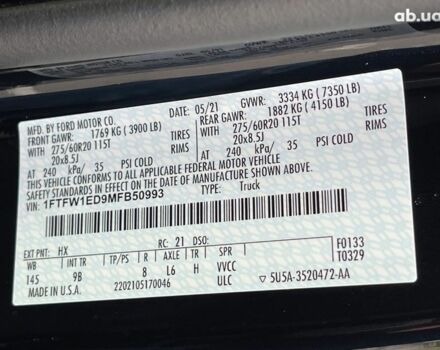 ab.ua
MFD. BY FORD MOTOR CO.
DATE: 05/21 GVWR: 3334 KG ( 7350 LB)
FRONT GAWR: 1769 KG ( 3900 LB)
REAR GAWR: 1882 KG ( 4150 LB)
WITH 275/60R20 115T TIRES
WITH 275/60R20 115T TIRES
20x8.5J RIMS
20x8.5J RIMS
AT 240 kPa/ 35 PSI COLD
AT 240 kPa/ 35 PSI COLD
THIS VEHICLE CONFORMS TO ALL APPLICABLE FEDERAL MOTOR VEHICLE
SAFETY STANDARDS IN EFFECT ON THE DATE OF MANUFACTURE SHOWN ABOVE.
VIN: 1FTFW1ED9MFB50993
TYPE: Truck
EXT PNT: HX RC: 21 DSO: F0133
WB INT TR TP/PS R AXLE TR SPR T0329
145 9B 8 L6 H VVCC
MADE IN U.S.A. 2202105170046 ULC 5U5A-3520472-AA